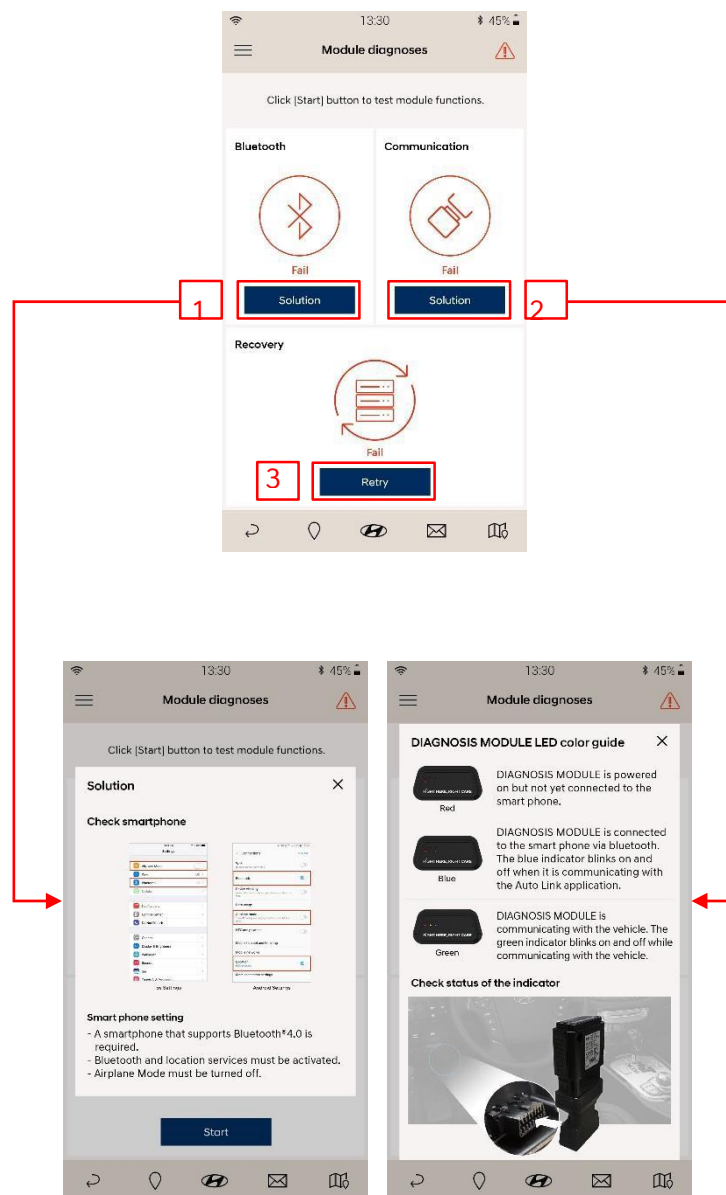 13:30
45%
Module diagnoses
Click [Start] button to test module functions.
Bluetooth
Communication
Fail
Fail
1
Solution
Solution
2
Recovery
Fail
3
Retry
13:30
45%
Module diagnoses
Click [Start] button to test module functions.
Solution
Check smartphone
Smart phone setting
- A smartphone that supports Bluetooth®4.0 is
required.
- Bluetooth and location services must be activated.
- Airplane Mode must be turned off.
Start
13:30
45%
Module diagnoses
DIAGNOSIS MODULE LED color guide
DIAGNOSIS MODULE is powered
on but not yet connected to the
smart phone.
Red
DIAGNOSIS MODULE is connected
to the smart phone via bluetooth.
The blue indicator blinks on and
off when it is communicating with
the Auto Link application.
Blue
DIAGNOSIS MODULE is
communicating with the vehicle. The
green indicator blinks on and off while
communicating with the vehicle.
Green
Check status of the indicator